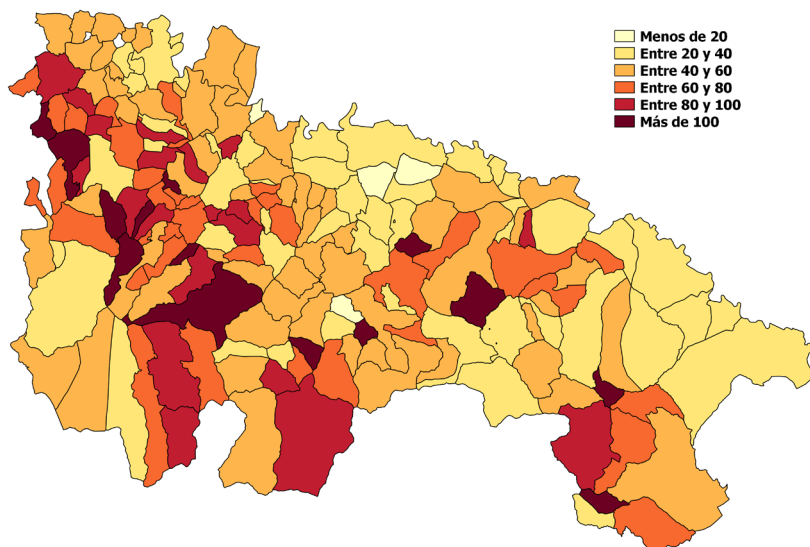 Menos de 20
Entre 20 y 40
Entre 40 y 60
Entre 60 y 80
Entre 80 y 100
Más de 100